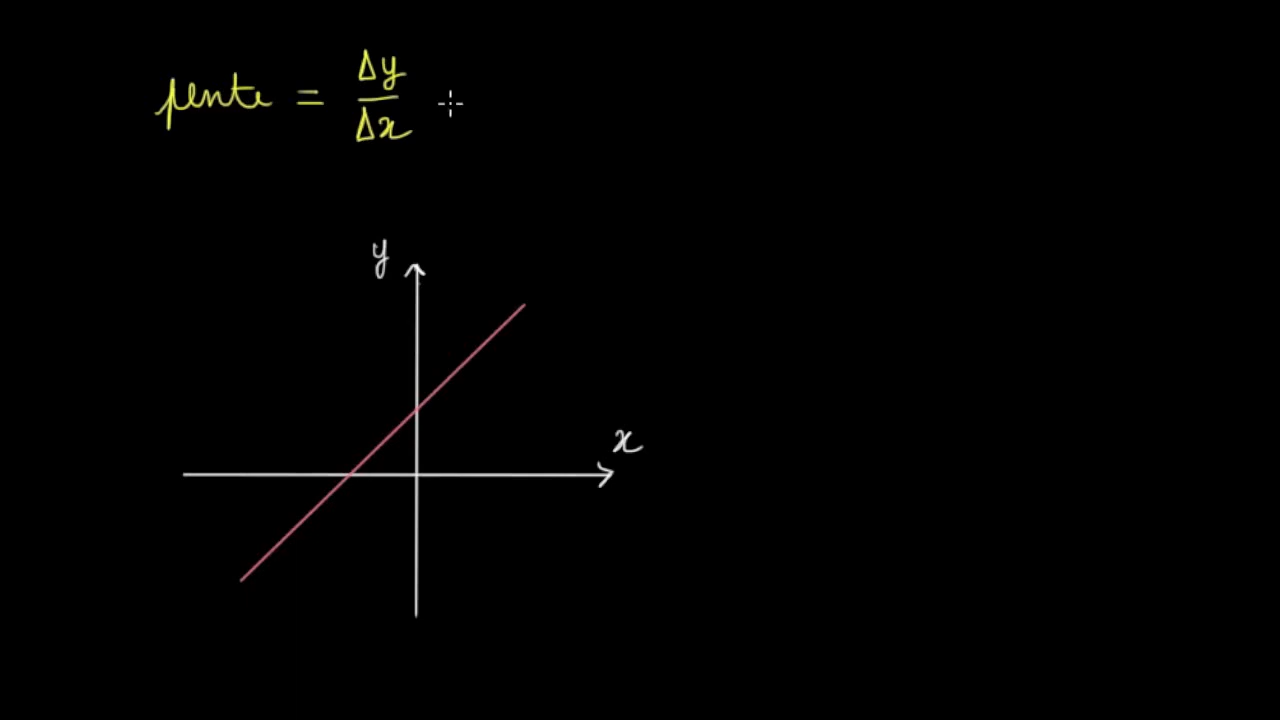 pente = Δy/Δx
y
x